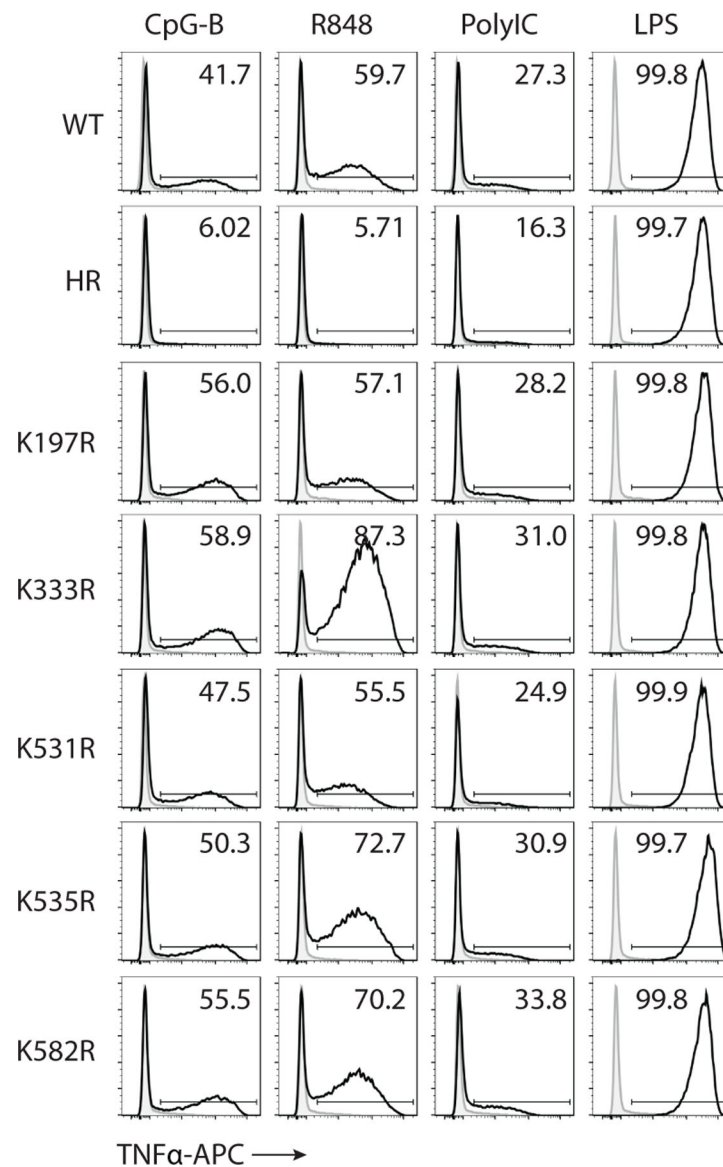 CpG-B R848 PolyIC LPS
WT 41.7 59.7 27.3 99.8
HR 6.02 5.71 16.3 99.7
K197R 56.0 57.1 28.2 99.8
K333R 58.9 87.3 31.0 99.8
K531R 47.5 55.5 24.9 99.9
K535R 50.3 72.7 30.9 99.7
K582R 55.5 70.2 33.8 99.8
TNFα-APC